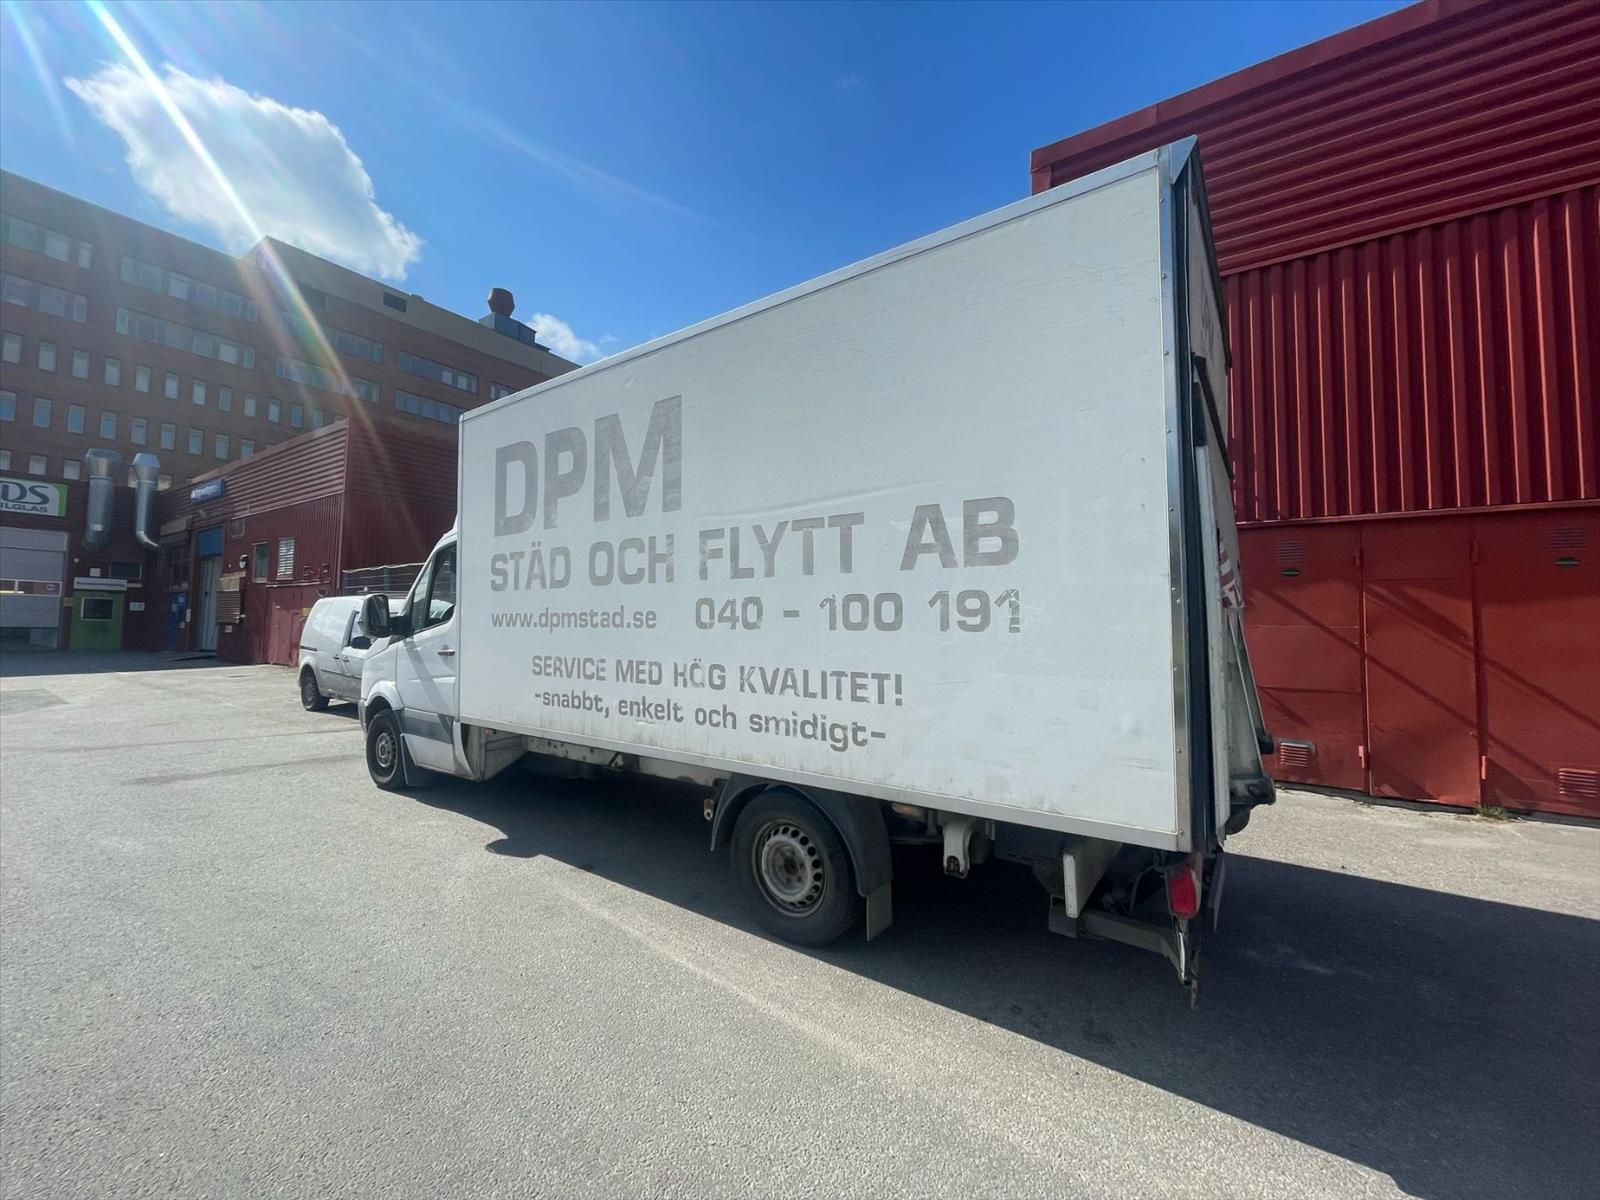 DPM
STÄD OCH FLYTT AB
www.dpmstad.se 040 - 100 191
SERVICE MED HÖG KVALITET!
-snabbt, enkelt och smidigt-
DS
ILGLAS